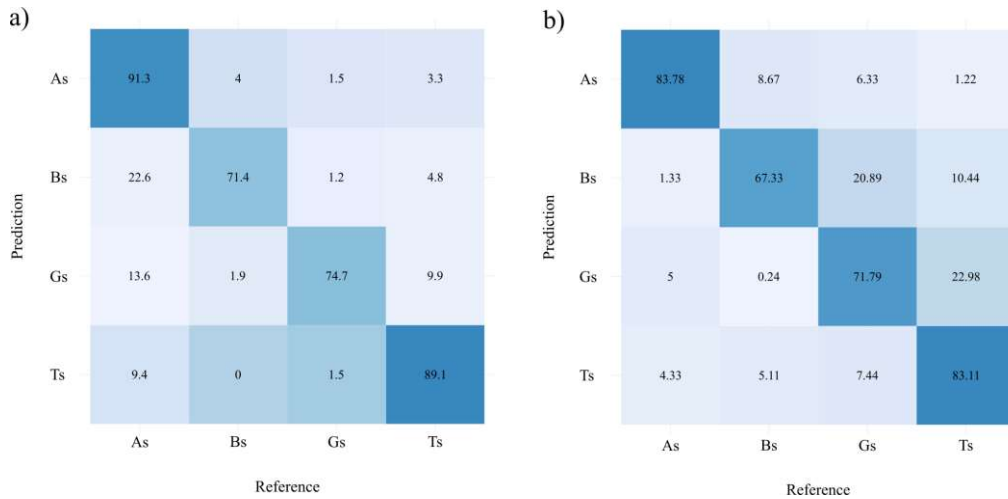 a)
As 91.3 4 1.5 3.3
Bs 22.6 71.4 1.2 4.8
Gs 13.6 1.9 74.7 9.9
Ts 9.4 0 1.5 89.1
As Bs Gs Ts
Prediction
Reference
b)
As 83.78 8.67 6.33 1.22
Bs 1.33 67.33 20.89 10.44
Gs 5 0.24 71.79 22.98
Ts 4.33 5.11 7.44 83.11
As Bs Gs Ts
Prediction
Reference